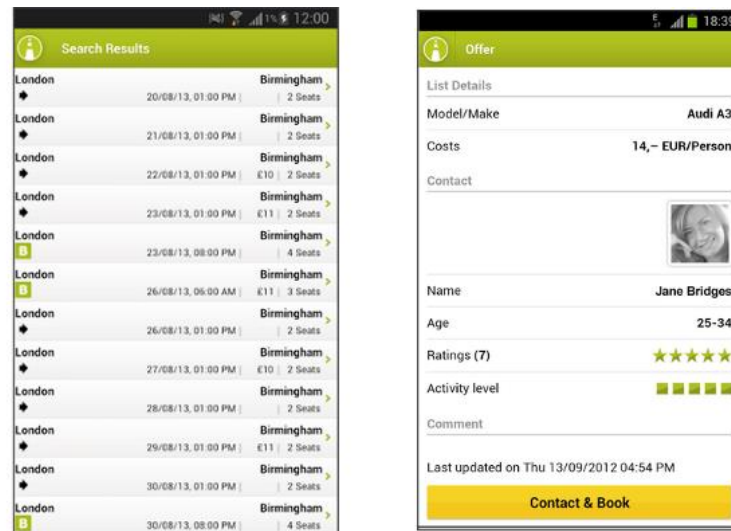 1% 12:00
Search Results
London Birmingham
20/08/13, 01:00 PM | | 2 Seats
London Birmingham
21/08/13, 01:00 PM | | 2 Seats
London Birmingham
22/08/13, 01:00 PM | £10 | 2 Seats
London Birmingham
23/08/13, 01:00 PM | £11 | 2 Seats
London Birmingham
B 23/08/13, 08:00 PM | | 4 Seats
London Birmingham
B 26/08/13, 06:00 AM | £11 | 3 Seats
London Birmingham
26/08/13, 01:00 PM | | 2 Seats
London Birmingham
27/08/13, 01:00 PM | £10 | 2 Seats
London Birmingham
28/08/13, 01:00 PM | | 2 Seats
London Birmingham
29/08/13, 01:00 PM | £11 | 2 Seats
London Birmingham
30/08/13, 01:00 PM | | 2 Seats
London Birmingham
B 30/08/13, 08:00 PM | | 4 Seats
E 18:39
Offer
List Details
Model/Make Audi A3
Costs 14,– EUR/Person
Contact
Name Jane Bridges
Age 25-34
Ratings (7)
Activity level
Comment
Last updated on Thu 13/09/2012 04:54 PM
Contact & Book